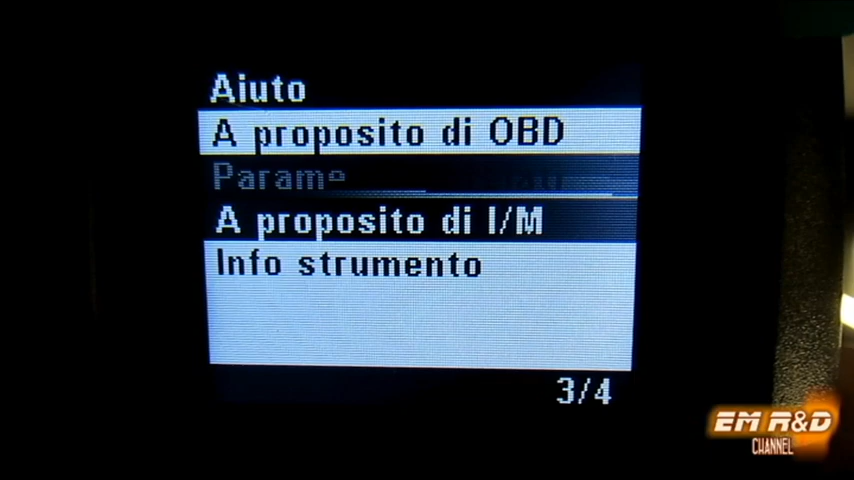 Aiuto
A proposito di OBD
A proposito di I/M
Info strumento
3/4
EM R&D
CHANNEL